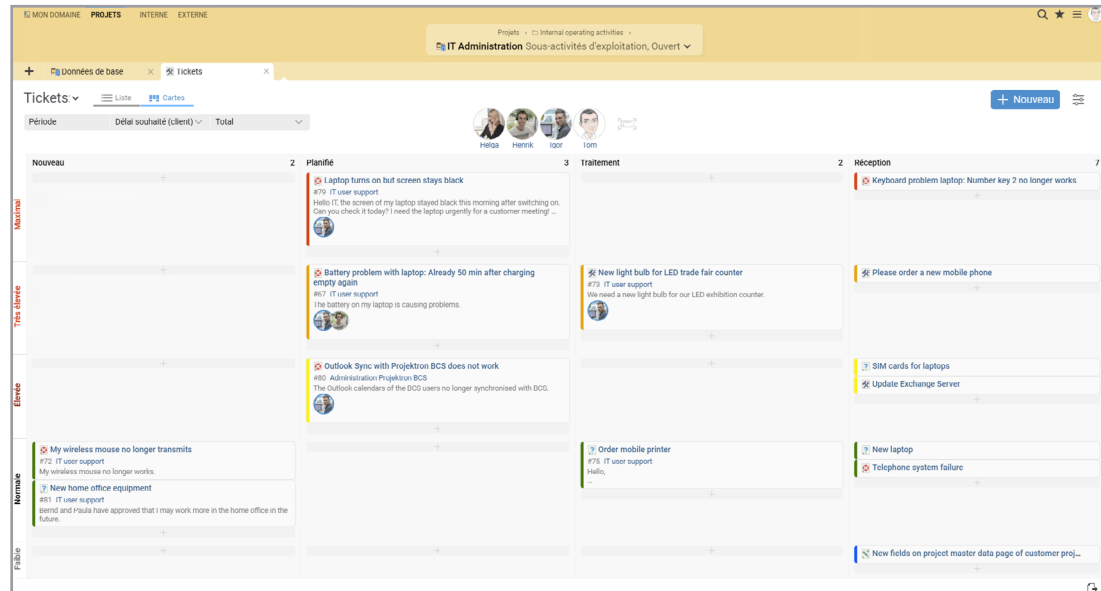 MON DOMAINE PROJETS INTERNE EXTERNE
Projets › Internal operating activities ›
IT Administration Sous-activités d'exploitation, Ouvert
+ Données de base × Tickets ×
Tickets Liste Cartes
+ Nouveau
Période Délai souhaité (client) Total
Helga Henrik Igor Tom
Nouveau 2 Planifié 3 Traitement 2 Réception 7
Maximal
Laptop turns on but screen stays black
#79 IT user support
Hello IT, the screen of my laptop stayed black this morning after switching on.
Can you check it today? I need the laptop urgently for a customer meeting! ...
Keyboard problem laptop: Number key 2 no longer works
Très élevée
Battery problem with laptop: Already 50 min after charging
empty again
#67 IT user support
The battery on my laptop is causing problems.
New light bulb for LED trade fair counter
#73 IT user support
We need a new light bulb for our LED exhibition counter.
Please order a new mobile phone
Élevée
Outlook Sync with Projektron BCS does not work
#80 Administration Projektron BCS
The Outlook calendars of the BCS users no longer synchronised with BCS.
SIM cards for laptops
Update Exchange Server
Normale
My wireless mouse no longer transmits
#72 IT user support
My wireless mouse no longer works.
New home office equipment
#81 IT user support
Bernd and Paula have approved that I may work more in the home office in the
future.
Order mobile printer
#75 IT user support
Hello,
...
New laptop
Telephone system failure
Faible
New fields on project master data page of customer proj...